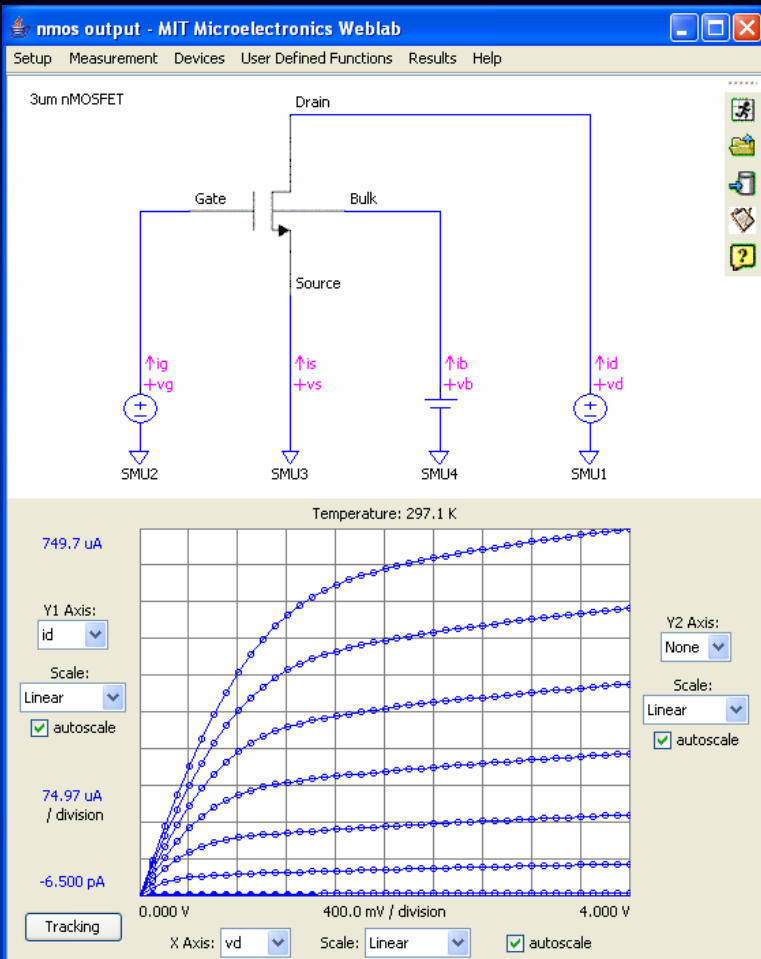 nmos output - MIT Microelectronics Weblab
Setup Measurement Devices User Defined Functions Results Help
3um nMOSFET
Drain
Gate
Bulk
Source
↑ig
+vg
↑is
+vs
↑ib
+vb
↑id
+vd
+
SMU2
SMU3
SMU4
SMU1
?
Temperature: 297.1 K
749.7 uA
Y1 Axis:
id
Scale:
Linear
autoscale
74.97 uA
/ division
-6.500 pA
Tracking
Y2 Axis:
None
Scale:
Linear
autoscale
0.000 V 400.0 mV / division 4.000 V
X Axis: vd Scale: Linear autoscale